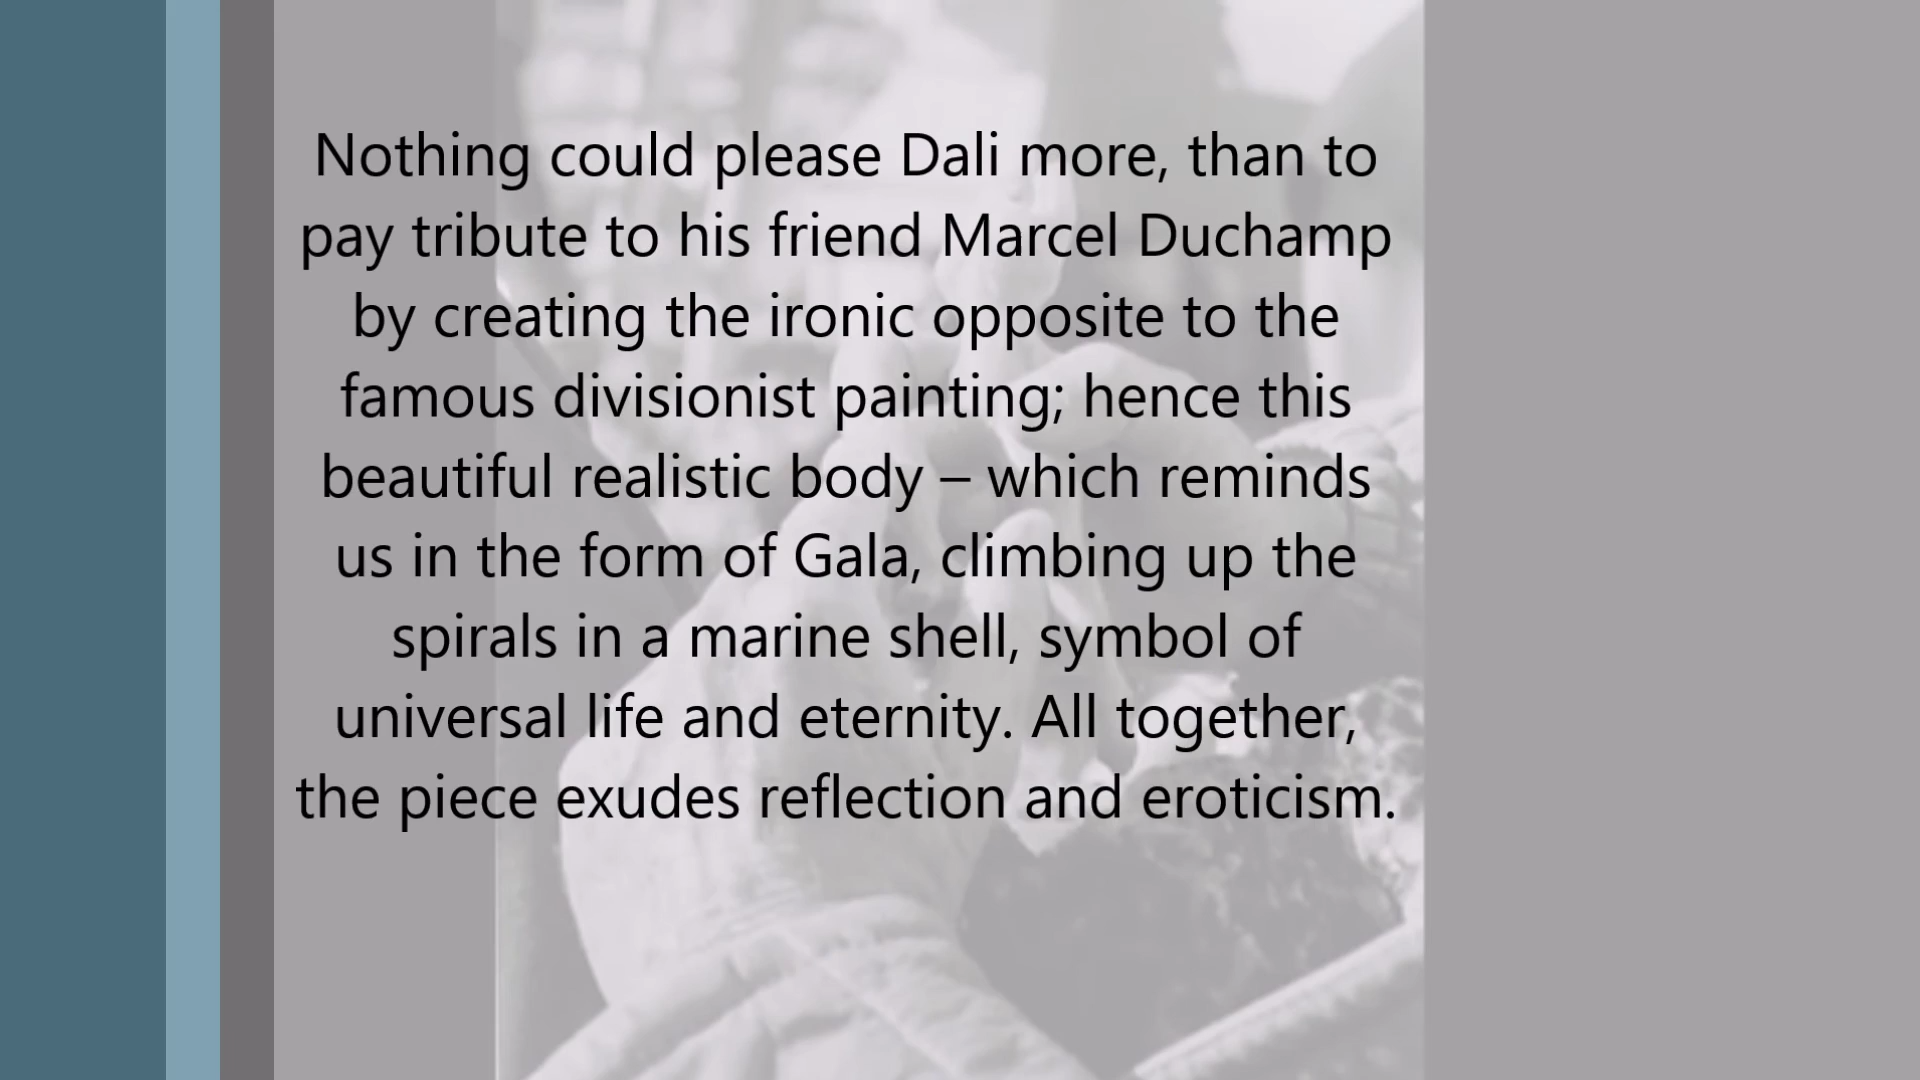 Nothing could please Dali more, than to
pay tribute to his friend Marcel Duchamp
by creating the ironic opposite to the
famous divisionist painting; hence this
beautiful realistic body – which reminds
us in the form of Gala, climbing up the
spirals in a marine shell, symbol of
universal life and eternity. All together,
the piece exudes reflection and eroticism.